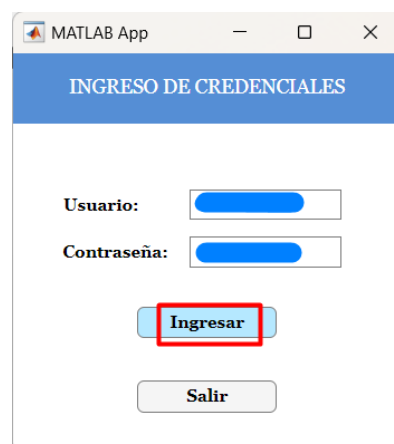 MATLAB App
INGRESO DE CREDENCIALES
Usuario:
Contraseña:
Ingresar
Salir